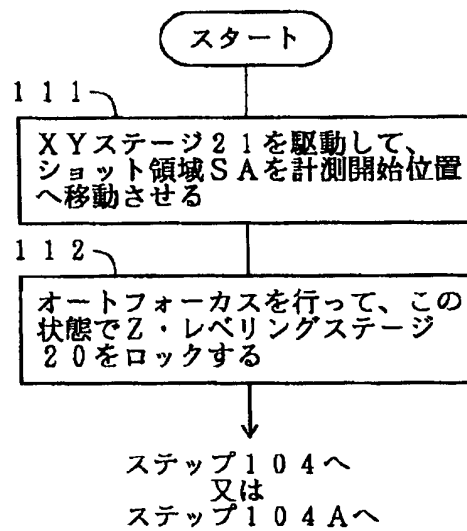 スタート
111
XYステージ21を駆動して、
ショット領域SAを計測開始位置
へ移動させる
112
オートフォーカスを行って、この
状態でZ・レベリングステージ
20をロックする
ステップ104へ
又は
ステップ104Aへ